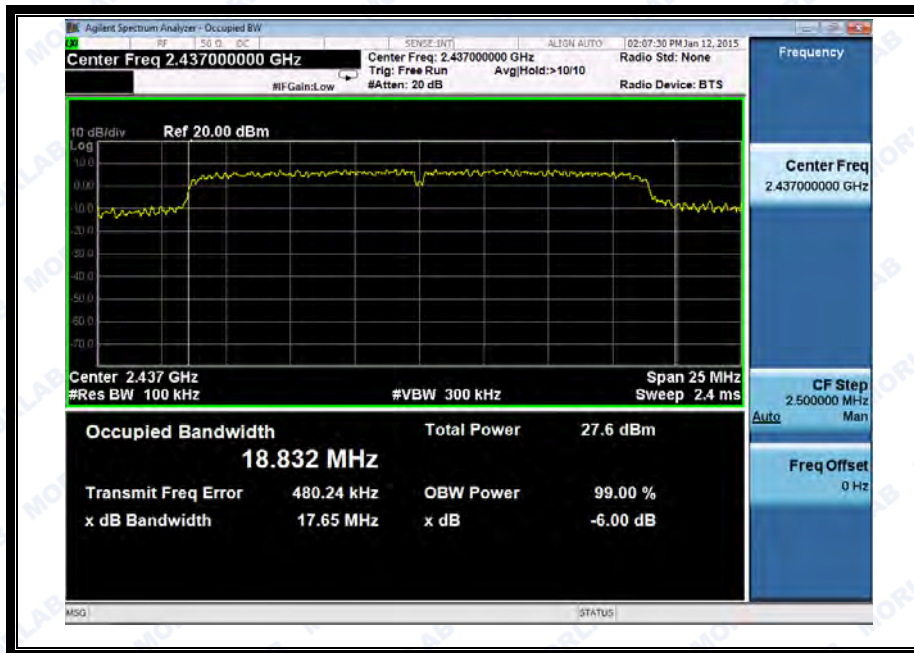 Agilent Spectrum Analyzer - Occupied BW
RF 50 Ω DC SENSE:INT ALIGN AUTO 02:07:30 PM Jan 12, 2015
Center Freq 2.437000000 GHz
Center Freq: 2.437000000 GHz
Radio Std: None
Trig: Free Run Avg|Hold:>10/10
#IFGain:Low
#Atten: 20 dB
Radio Device: BTS
10 dB/div Ref 20.00 dBm
Log
10.0
0.00
-10.0
-20.0
-30.0
-40.0
-50.0
-60.0
-70.0
Center 2.437 GHz Span 25 MHz
#Res BW 100 kHz #VBW 300 kHz Sweep 2.4 ms
Occupied Bandwidth Total Power 27.6 dBm
18.832 MHz
Transmit Freq Error 480.24 kHz OBW Power 99.00 %
x dB Bandwidth 17.65 MHz x dB -6.00 dB
MSG STATUS
Frequency
Center Freq
2.437000000 GHz
CF Step
2.500000 MHz
Auto Man
Freq Offset
0 Hz